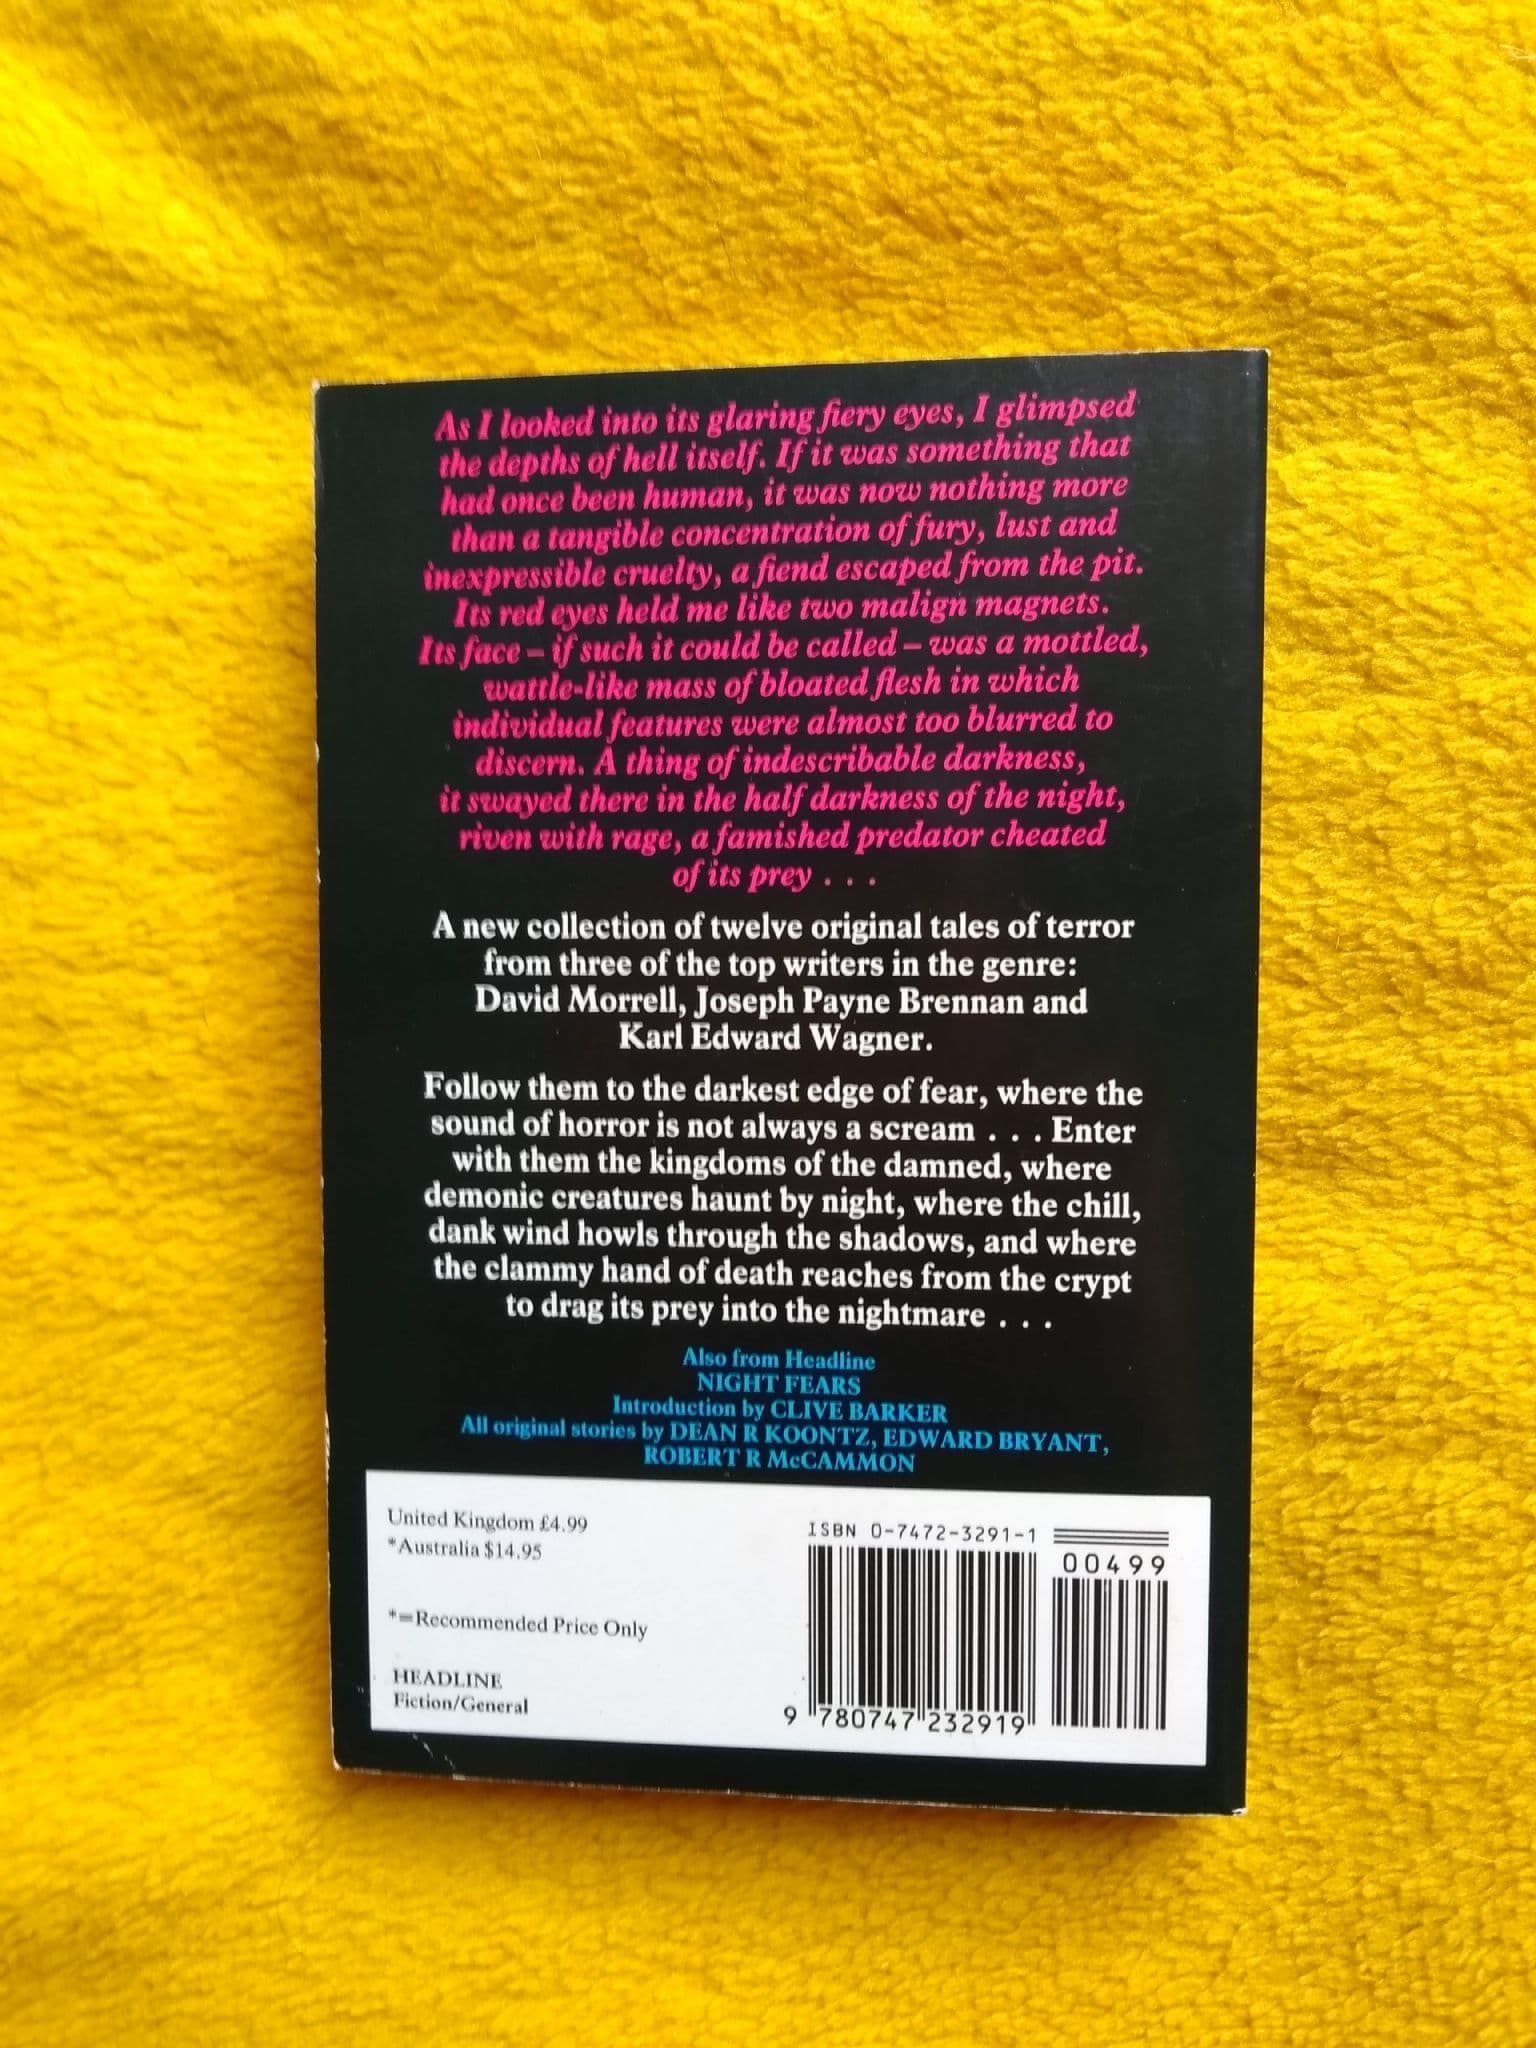 As I looked into its glaring fiery eyes, I glimpsed
the depths of hell itself. If it was something that
had once been human, it was now nothing more
than a tangible concentration of fury, lust and
inexpressible cruelty, a fiend escaped from the pit.
Its red eyes held me like two malign magnets.
Its face – if such it could be called – was a mottled,
wattle-like mass of bloated flesh in which
individual features were almost too blurred to
discern. A thing of indescribable darkness,
it swayed there in the half darkness of the night,
riven with rage, a famished predator cheated
of its prey . . .
A new collection of twelve original tales of terror
from three of the top writers in the genre:
David Morrell, Joseph Payne Brennan and
Karl Edward Wagner.
Follow them to the darkest edge of fear, where the
sound of horror is not always a scream . . . Enter
with them the kingdoms of the damned, where
demonic creatures haunt by night, where the chill,
dank wind howls through the shadows, and where
the clammy hand of death reaches from the crypt
to drag its prey into the nightmare . . .
Also from Headline
NIGHT FEARS
Introduction by CLIVE BARKER
All original stories by DEAN R KOONTZ, EDWARD BRYANT,
ROBERT R McCAMMON
United Kingdom £4.99
*Australia $14.95
*=Recommended Price Only
HEADLINE
Fiction/General
ISBN 0-7472-3291-1
00499
9 780747 232919